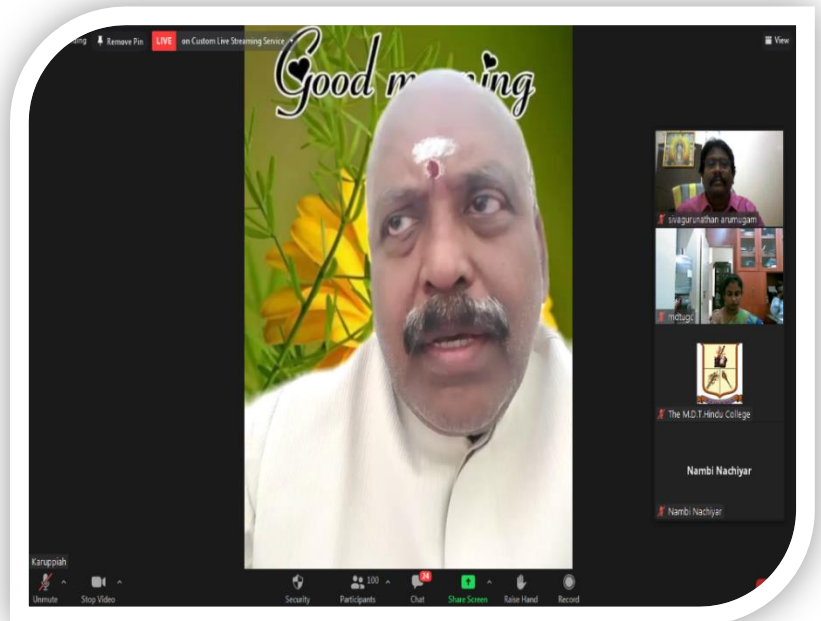 Remove Pin
LIVE
on Custom Live Streaming Service
View
Good
sivagurunathan arumugam
mdtugc
The M.D.T.Hindu College
Nambi Nachiyar
Nambi Nachiyar
Karuppiah
Unmute
Stop Video
Security
100
Participants
24
Chat
Share Screen
Raise Hand
Record